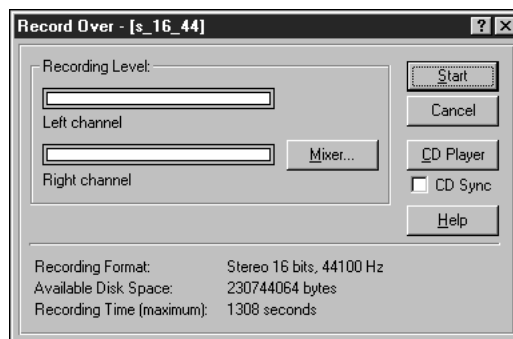 Record Over - [s_16_44]
Recording Level:
Left channel
Right channel
Mixer...
Start
Cancel
CD Player
CD Sync
Help
Recording Format: Stereo 16 bits, 44100 Hz
Available Disk Space: 230744064 bytes
Recording Time (maximum): 1308 seconds